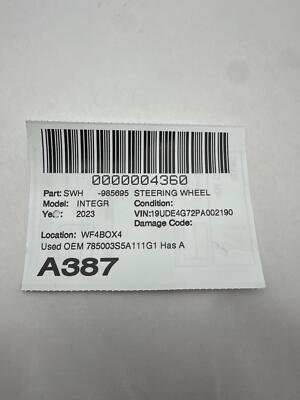 0000004360
Part: SWH -985695 STEERING WHEEL
Model: INTEGR Condition:
Year: 2023 VIN:19UDE4G72PA002190
Damage Code:
Location: WF4BOX4
Used OEM 785003S5A111G1 Has A
A387